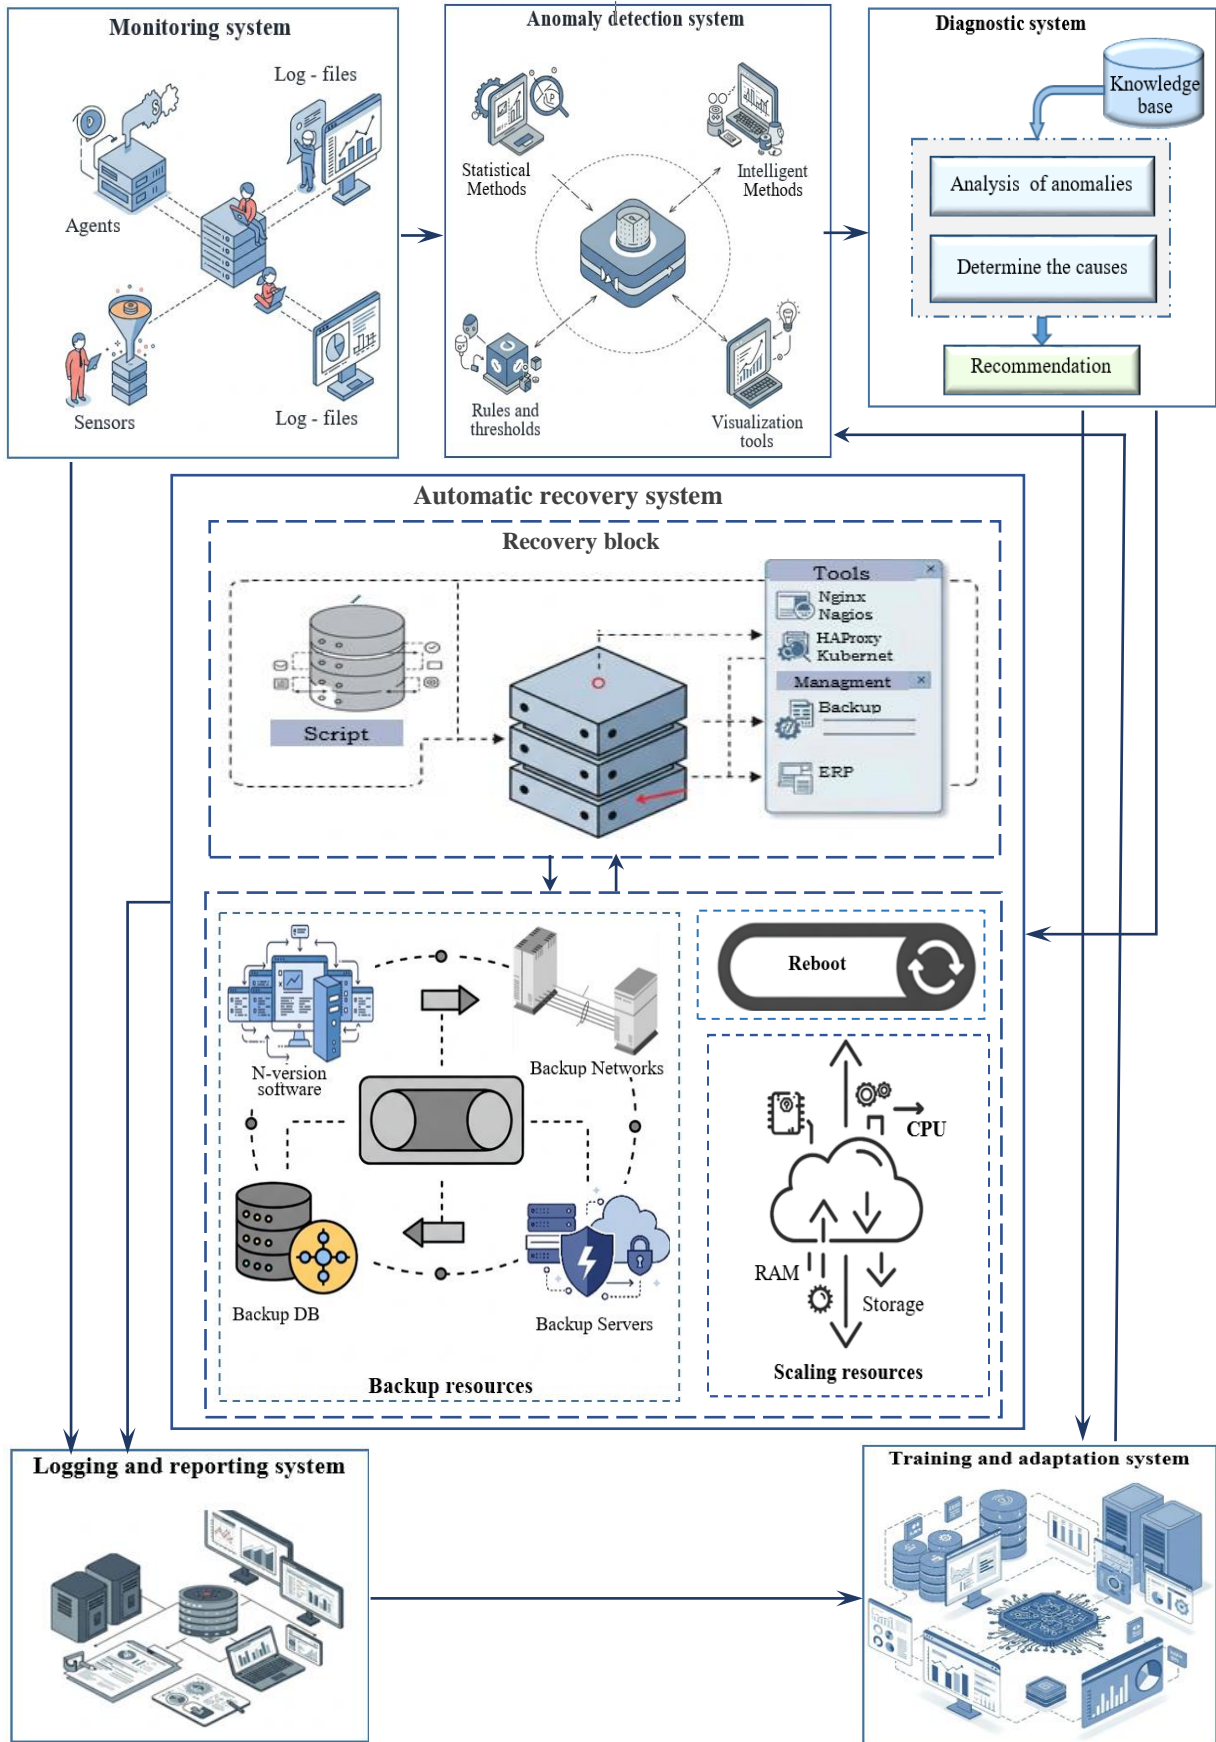 Monitoring system
Log - files
Agents
Sensors
Log - files
Anomaly detection system
Statistical
Methods
Intelligent
Methods
Rules and
thresholds
Visualization
tools
Diagnostic system
Knowledge
base
Analysis of anomalies
Determine the causes
Recommendation
Automatic recovery system
Recovery block
Script
Tools
Nginx
Nagios
HAProxy
Kubernet
Managment
Backup
ERP
N-version
software
Backup Networks
Backup DB
Backup Servers
Backup resources
Reboot
CPU
RAM
Storage
Scaling resources
Logging and reporting system
Training and adaptation system